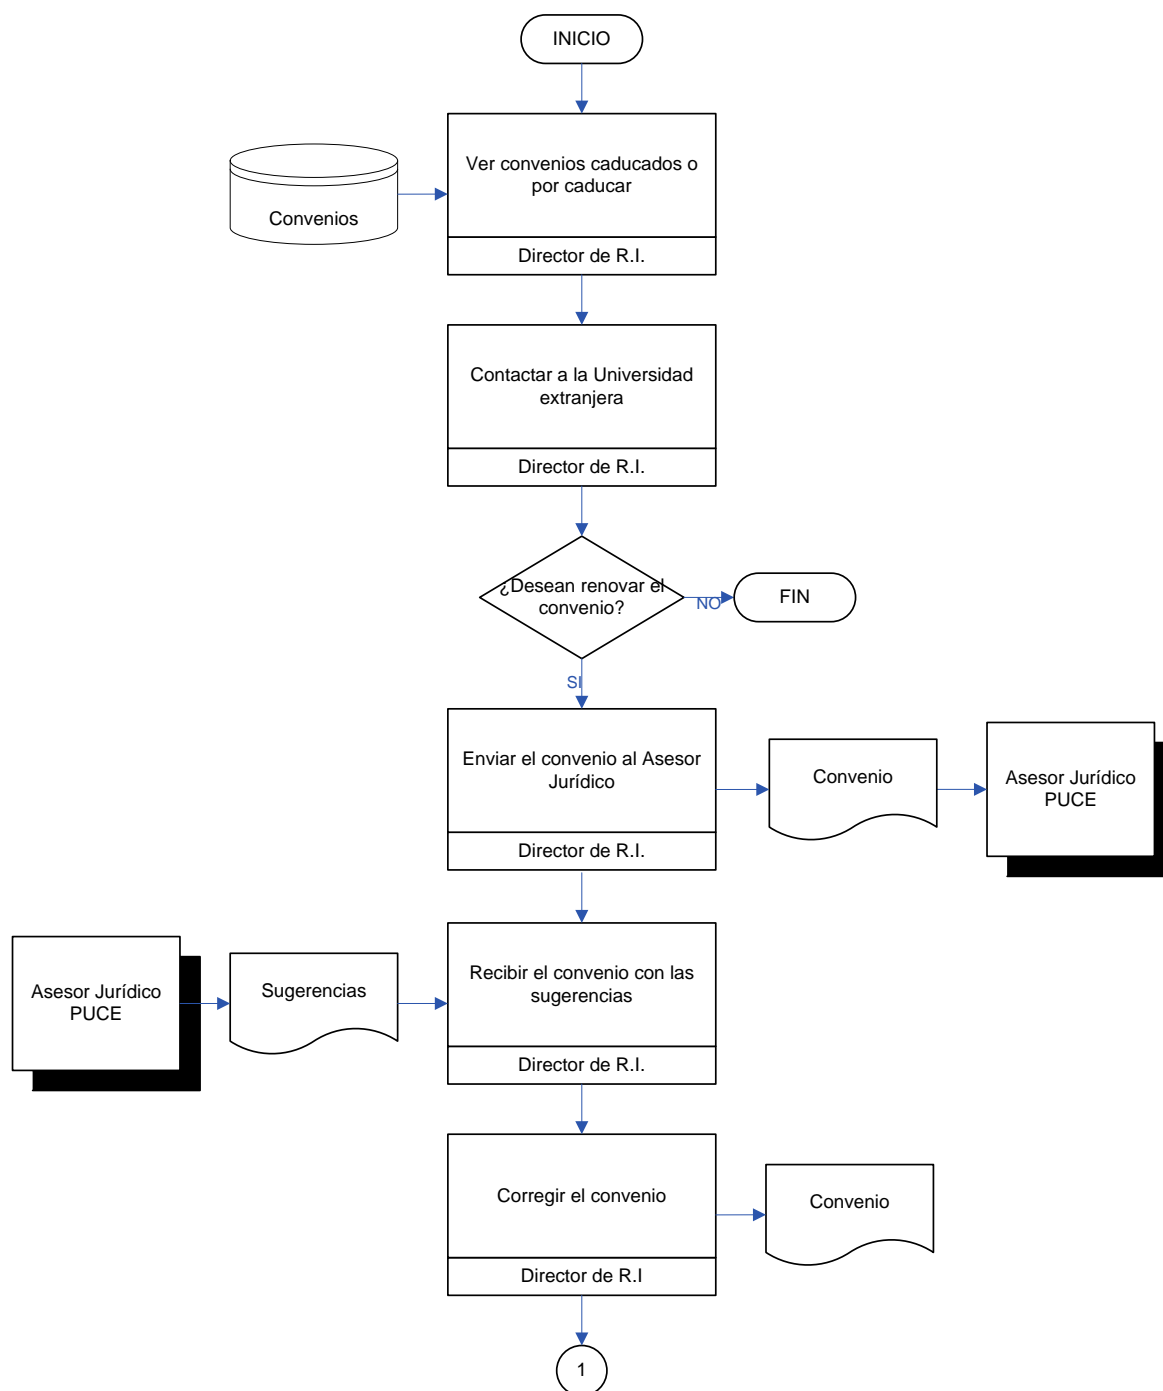 INICIO
Ver convenios caducados o
por caducar
Convenios
Director de R.I.
Contactar a la Universidad
extranjera
Director de R.I.
¿Desean renovar el
convenio?
NO
FIN
SI
Enviar el convenio al Asesor
Jurídico
Director de R.I.
Convenio
Asesor Jurídico
PUCE
Asesor Jurídico
PUCE
Sugerencias
Recibir el convenio con las
sugerencias
Director de R.I.
Corregir el convenio
Director de R.I
Convenio
1